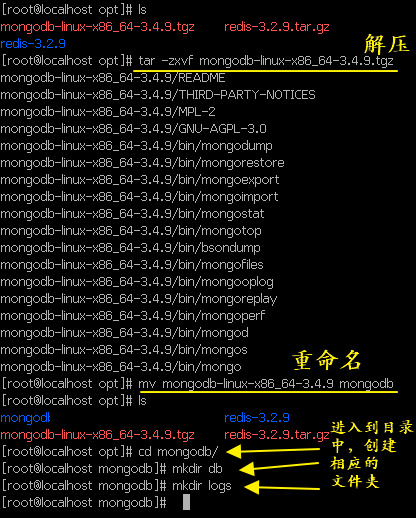 [root@localhost opt]# ls
mongodb-linux-x86_64-3.4.9.tgz redis-3.2.9.tar.gz
redis-3.2.9
[root@localhost opt]# tar -zxvf mongodb-linux-x86_64-3.4.9.tgz
解压
mongodb-linux-x86_64-3.4.9/README
mongodb-linux-x86_64-3.4.9/THIRD-PARTY-NOTICES
mongodb-linux-x86_64-3.4.9/MPL-2
mongodb-linux-x86_64-3.4.9/GNU-AGPL-3.0
mongodb-linux-x86_64-3.4.9/bin/mongodump
mongodb-linux-x86_64-3.4.9/bin/mongorestore
mongodb-linux-x86_64-3.4.9/bin/mongoexport
mongodb-linux-x86_64-3.4.9/bin/mongoimport
mongodb-linux-x86_64-3.4.9/bin/mongostat
mongodb-linux-x86_64-3.4.9/bin/mongotop
mongodb-linux-x86_64-3.4.9/bin/bsondump
mongodb-linux-x86_64-3.4.9/bin/mongofiles
mongodb-linux-x86_64-3.4.9/bin/mongooplog
mongodb-linux-x86_64-3.4.9/bin/mongoreplay
mongodb-linux-x86_64-3.4.9/bin/mongoperf
mongodb-linux-x86_64-3.4.9/bin/mongod
mongodb-linux-x86_64-3.4.9/bin/mongos
mongodb-linux-x86_64-3.4.9/bin/mongo
重命名
[root@localhost opt]# mv mongodb-linux-x86_64-3.4.9 mongodb
[root@localhost opt]# ls
mongodb redis-3.2.9
mongodb-linux-x86_64-3.4.9.tgz redis-3.2.9.tar.gz
[root@localhost opt]# cd mongodb/
[root@localhost mongodb]# mkdir db
[root@localhost mongodb]# mkdir logs
[root@localhost mongodb]#
进入到目录
中，创建
相应的
文件夹